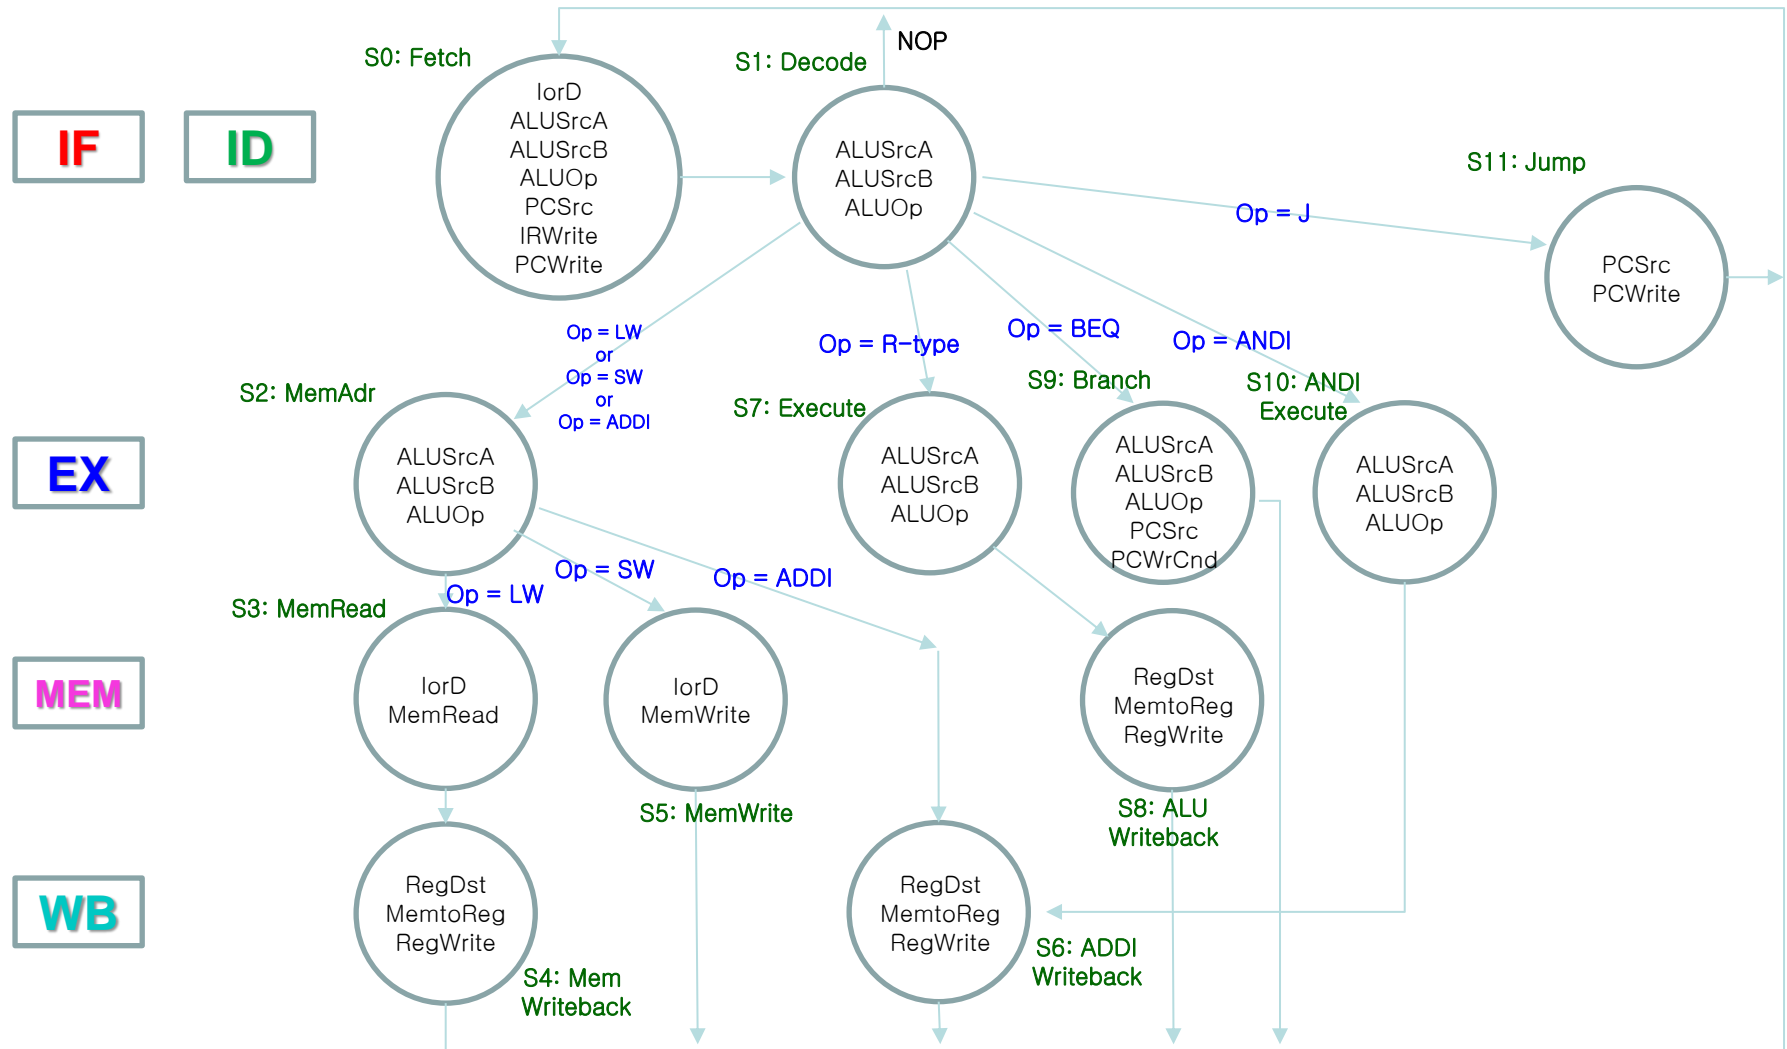 NOP
S0: Fetch
S1: Decode
IorD
ALUSrcA
ALUSrcB
ALUOp
PCSrc
IRWrite
PCWrite
IF
ID
ALUSrcA
ALUSrcB
ALUOp
S11: Jump
Op = J
PCSrc
PCWrite
Op = LW
or
Op = SW
or
Op = ADDI
Op = R-type
Op = BEQ
Op = ANDI
S2: MemAdr
S7: Execute
S9: Branch
S10: ANDI
Execute
EX
ALUSrcA
ALUSrcB
ALUOp
ALUSrcA
ALUSrcB
ALUOp
ALUSrcA
ALUSrcB
ALUOp
PCSrc
PCWrCnd
ALUSrcA
ALUSrcB
ALUOp
Op = LW
Op = SW
Op = ADDI
S3: MemRead
MEM
IorD
MemRead
IorD
MemWrite
RegDst
MemtoReg
RegWrite
S5: MemWrite
S8: ALU
Writeback
WB
RegDst
MemtoReg
RegWrite
RegDst
MemtoReg
RegWrite
S4: Mem
Writeback
S6: ADDI
Writeback